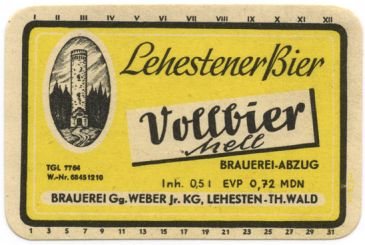 I II III IV V VI VII VIII IX X XI XII
Lehestener Bier
Vollbier
Hell
BRAUEREI-ABZUG
TGL 7764
W.-Nr. 68451210
Inh. 0,5 l EVP 0,72 MDN
BRAUEREI Gg. WEBER Jr. KG, LEHESTEN-TH.WALD
1 3 5 7 9 11 13 15 17 19 21 23 25 27 29 31